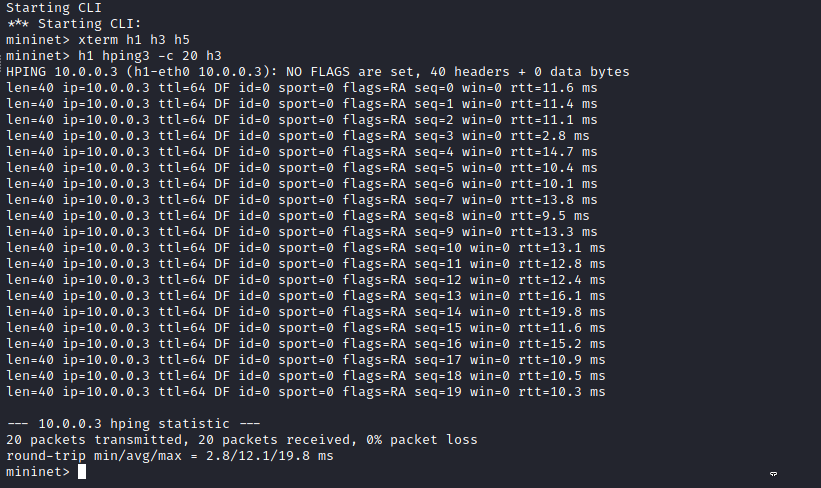 Starting CLI
*** Starting CLI:
mininet> xterm h1 h3 h5
mininet> h1 hping3 -c 20 h3
HPING 10.0.0.3 (h1-eth0 10.0.0.3): NO FLAGS are set, 40 headers + 0 data bytes
len=40 ip=10.0.0.3 ttl=64 DF id=0 sport=0 flags=RA seq=0 win=0 rtt=11.6 ms
len=40 ip=10.0.0.3 ttl=64 DF id=0 sport=0 flags=RA seq=1 win=0 rtt=11.4 ms
len=40 ip=10.0.0.3 ttl=64 DF id=0 sport=0 flags=RA seq=2 win=0 rtt=11.1 ms
len=40 ip=10.0.0.3 ttl=64 DF id=0 sport=0 flags=RA seq=3 win=0 rtt=2.8 ms
len=40 ip=10.0.0.3 ttl=64 DF id=0 sport=0 flags=RA seq=4 win=0 rtt=14.7 ms
len=40 ip=10.0.0.3 ttl=64 DF id=0 sport=0 flags=RA seq=5 win=0 rtt=10.4 ms
len=40 ip=10.0.0.3 ttl=64 DF id=0 sport=0 flags=RA seq=6 win=0 rtt=10.1 ms
len=40 ip=10.0.0.3 ttl=64 DF id=0 sport=0 flags=RA seq=7 win=0 rtt=13.8 ms
len=40 ip=10.0.0.3 ttl=64 DF id=0 sport=0 flags=RA seq=8 win=0 rtt=9.5 ms
len=40 ip=10.0.0.3 ttl=64 DF id=0 sport=0 flags=RA seq=9 win=0 rtt=13.3 ms
len=40 ip=10.0.0.3 ttl=64 DF id=0 sport=0 flags=RA seq=10 win=0 rtt=13.1 ms
len=40 ip=10.0.0.3 ttl=64 DF id=0 sport=0 flags=RA seq=11 win=0 rtt=12.8 ms
len=40 ip=10.0.0.3 ttl=64 DF id=0 sport=0 flags=RA seq=12 win=0 rtt=12.4 ms
len=40 ip=10.0.0.3 ttl=64 DF id=0 sport=0 flags=RA seq=13 win=0 rtt=16.1 ms
len=40 ip=10.0.0.3 ttl=64 DF id=0 sport=0 flags=RA seq=14 win=0 rtt=19.8 ms
len=40 ip=10.0.0.3 ttl=64 DF id=0 sport=0 flags=RA seq=15 win=0 rtt=11.6 ms
len=40 ip=10.0.0.3 ttl=64 DF id=0 sport=0 flags=RA seq=16 win=0 rtt=15.2 ms
len=40 ip=10.0.0.3 ttl=64 DF id=0 sport=0 flags=RA seq=17 win=0 rtt=10.9 ms
len=40 ip=10.0.0.3 ttl=64 DF id=0 sport=0 flags=RA seq=18 win=0 rtt=10.5 ms
len=40 ip=10.0.0.3 ttl=64 DF id=0 sport=0 flags=RA seq=19 win=0 rtt=10.3 ms
--- 10.0.0.3 hping statistic ---
20 packets transmitted, 20 packets received, 0% packet loss
round-trip min/avg/max = 2.8/12.1/19.8 ms
mininet>